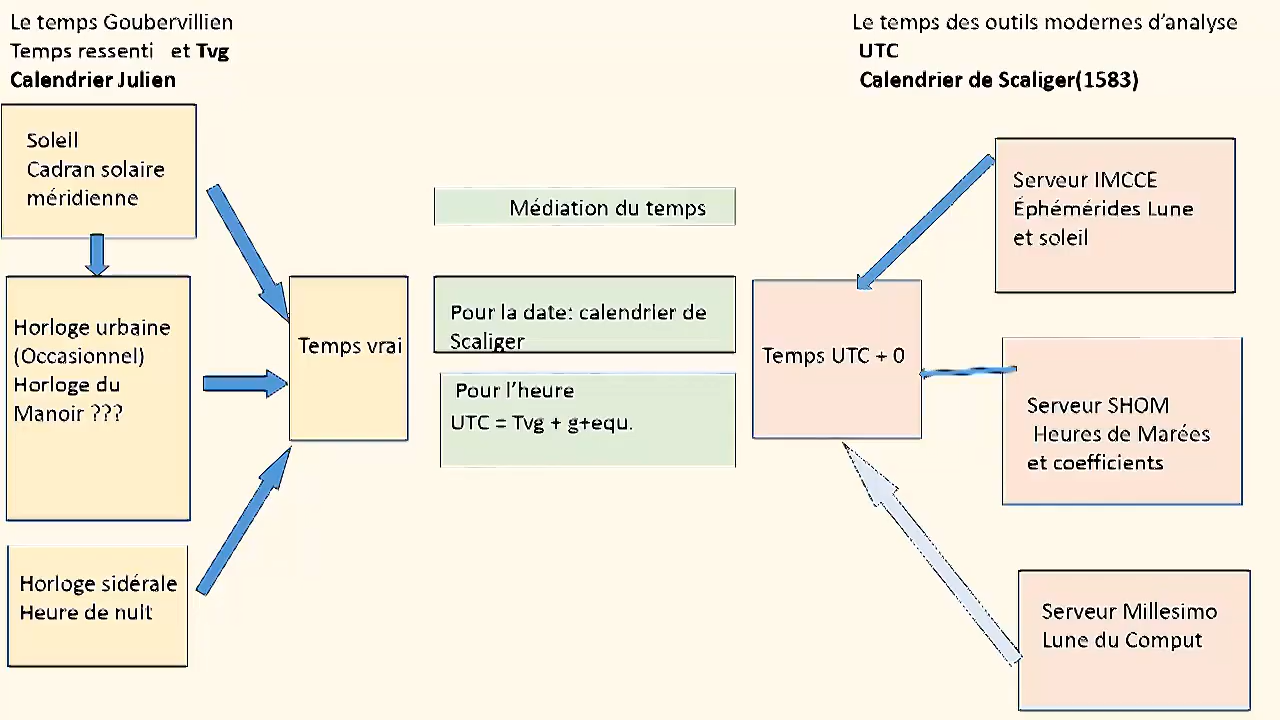 Le temps Goubervillien
Temps ressenti et Tvg
Calendrier Julien
Le temps des outils modernes d’analyse
UTC
Calendrier de Scaliger(1583)
Soleil
Cadran solaire
méridienne
Horloge urbaine
(Occasionnel)
Horloge du
Manoir ???
Horloge sidérale
Heure de nuit
Temps vrai
Médiation du temps
Pour la date: calendrier de
Scaliger
Pour l’heure
UTC = Tvg + g+equ.
Temps UTC + 0
Serveur IMCCE
Éphémérides Lune
et soleil
Serveur SHOM
Heures de Marées
et coefficients
Serveur Millesimo
Lune du Comput